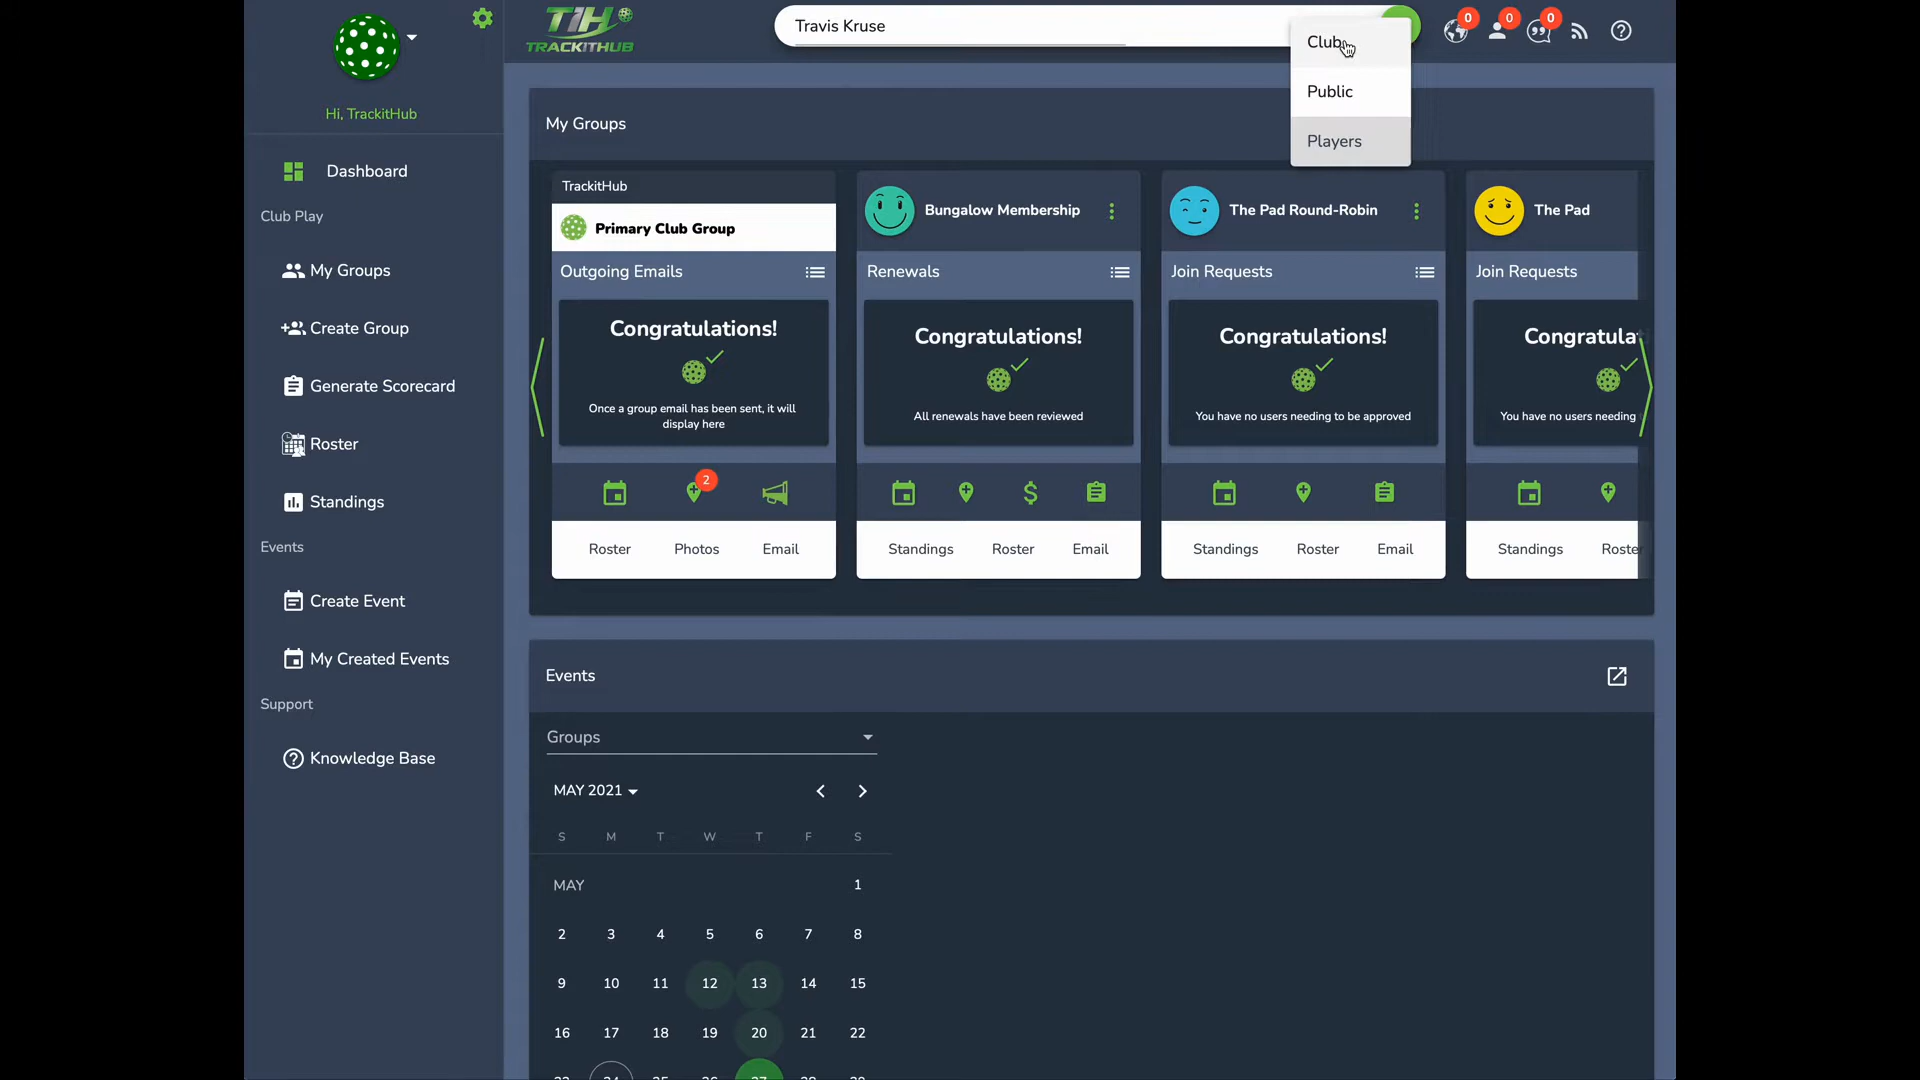 Hi, TrackitHub
Dashboard
Club Play
My Groups
Create Group
Generate Scorecard
Roster
Standings
Events
Create Event
My Created Events
Support
Knowledge Base
TIH
TRACKITHUB
Travis Kruse
Club
Public
Players
0
0
0
My Groups
TrackitHub
Primary Club Group
Outgoing Emails
Congratulations!
Once a group email has been sent, it will
display here
2
Roster Photos Email
Bungalow Membership
Renewals
Congratulations!
All renewals have been reviewed
Standings Roster Email
The Pad Round-Robin
Join Requests
Congratulations!
You have no users needing to be approved
Standings Roster Email
The Pad
Join Requests
Congratula
You have no users needing
Standings Roster
Events
Groups
MAY 2021
S M T W T F S
MAY 1
2 3 4 5 6 7 8
9 10 11 12 13 14 15
16 17 18 19 20 21 22